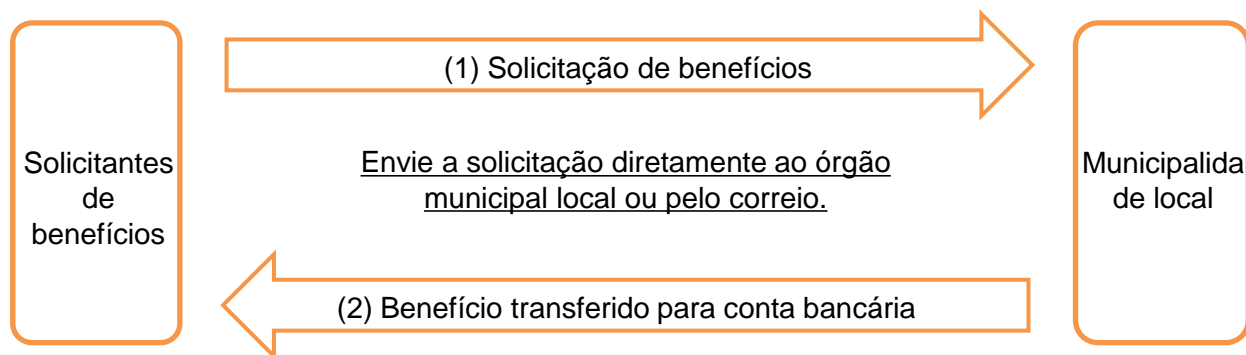 (1) Solicitação de benefícios
Solicitantes
de
benefícios
Envie a solicitação diretamente ao órgão
municipal local ou pelo correio.
Municipalida
de local
(2) Benefício transferido para conta bancária